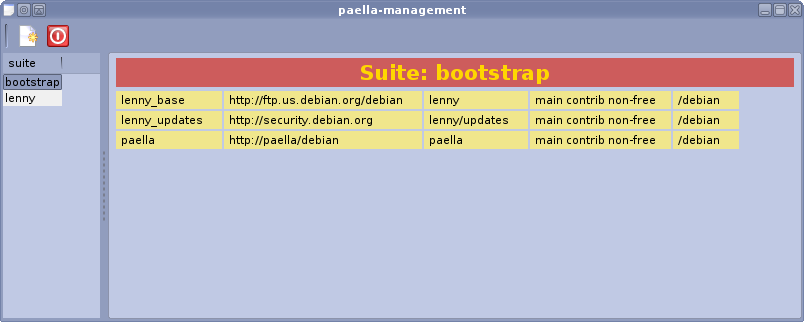 paella-management
suite
bootstrap
lenny
Suite: bootstrap
lenny_base http://ftp.us.debian.org/debian lenny main contrib non-free /debian
lenny_updates http://security.debian.org lenny/updates main contrib non-free /debian
paella http://paella/debian paella main contrib non-free /debian